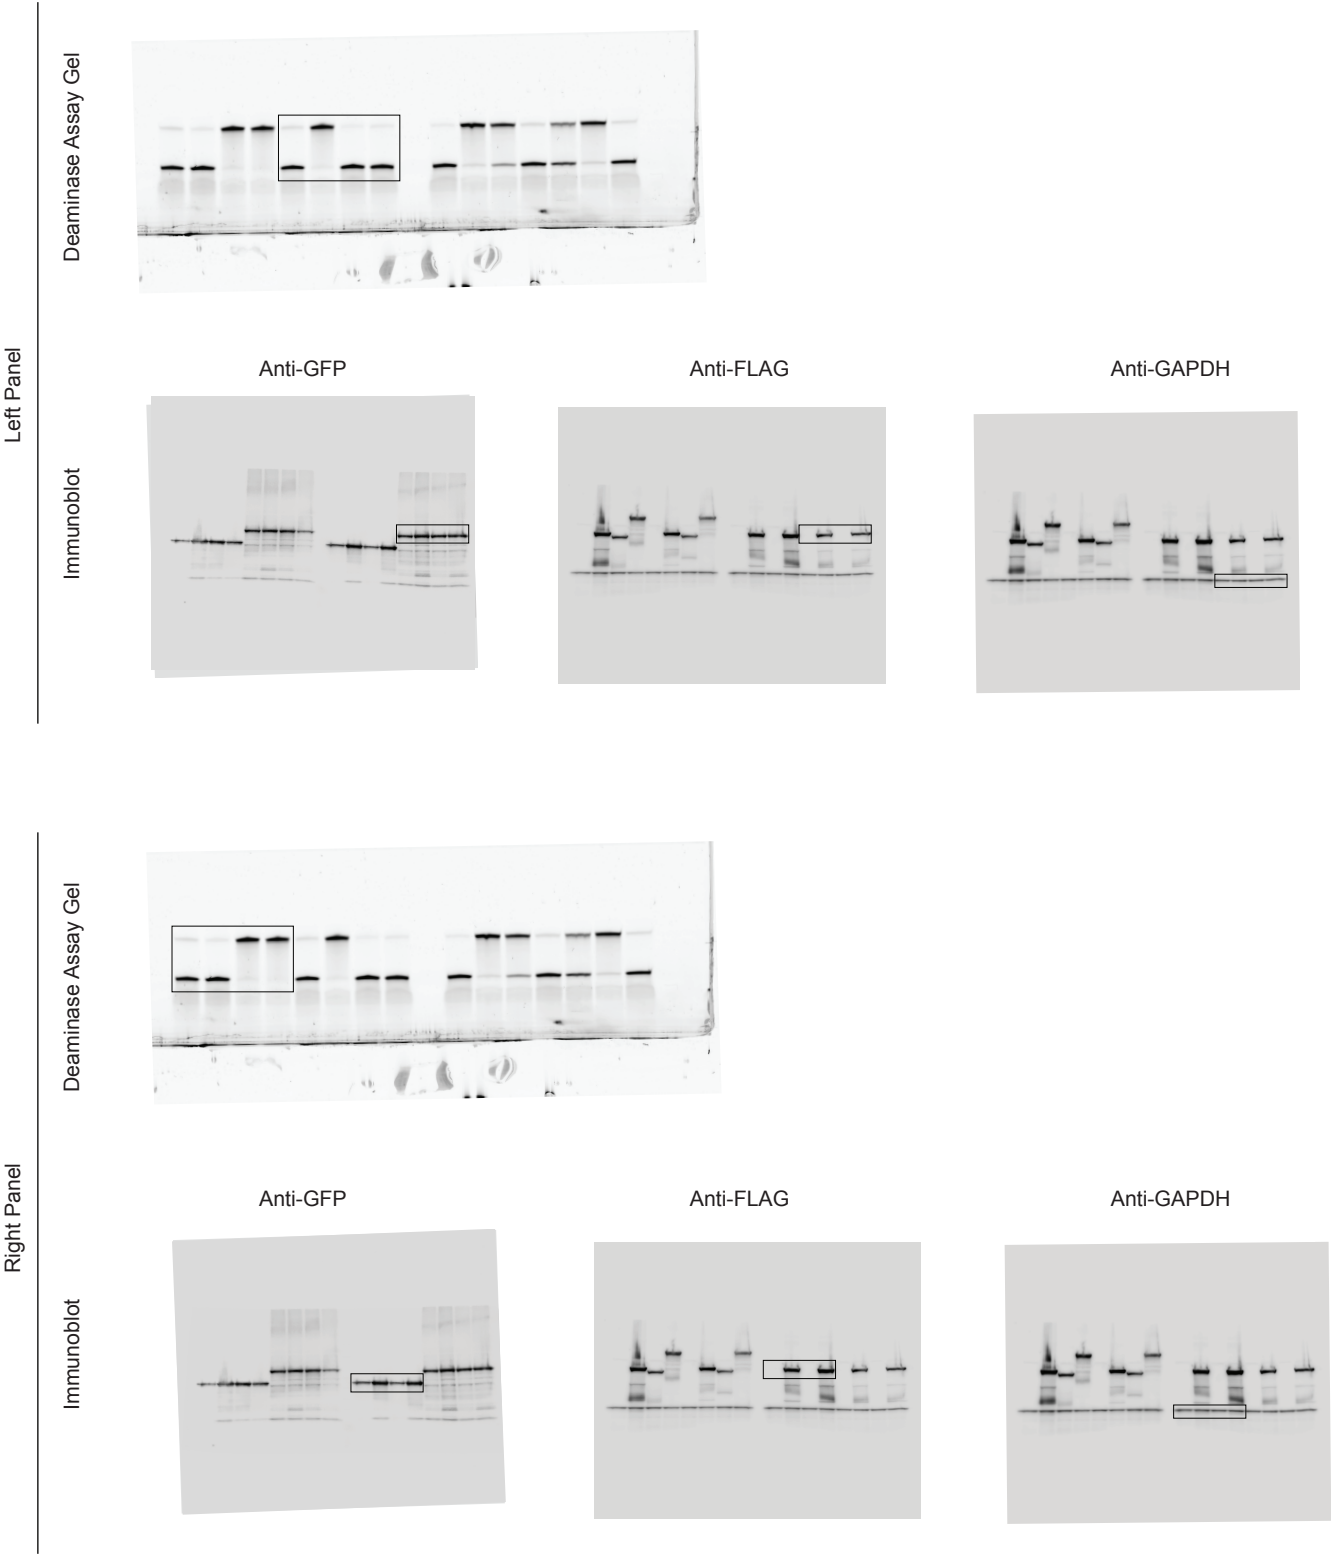 Left Panel
Deaminase Assay Gel
Immunoblot
Anti-GFP
Anti-FLAG
Anti-GAPDH
Right Panel
Deaminase Assay Gel
Immunoblot
Anti-GFP
Anti-FLAG
Anti-GAPDH